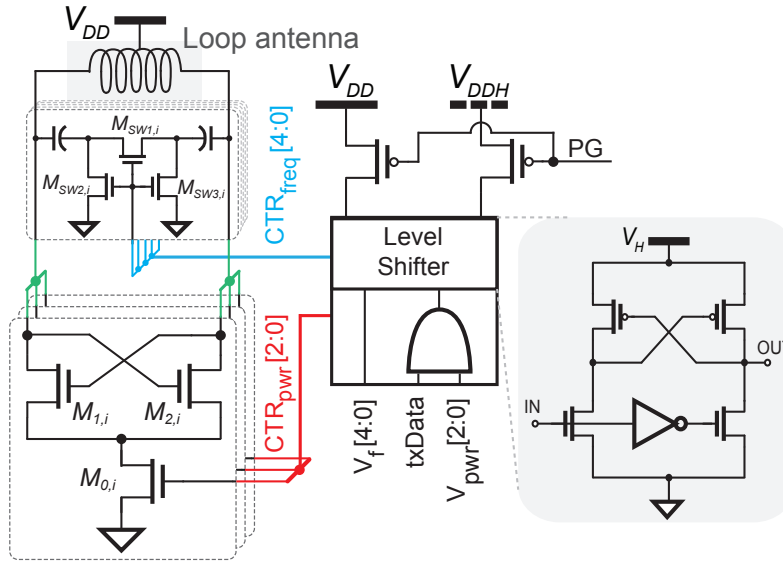 V_DD
Loop antenna
M_SW1,i
M_SW2,i
M_SW3,i
CTR_freq [4:0]
V_DD
V_DDH
PG
Level
Shifter
V_H
OUT
IN
M_1,i
M_2,i
M_0,i
CTR_pwr [2:0]
V_f [4:0]
txData
V_pwr [2:0]